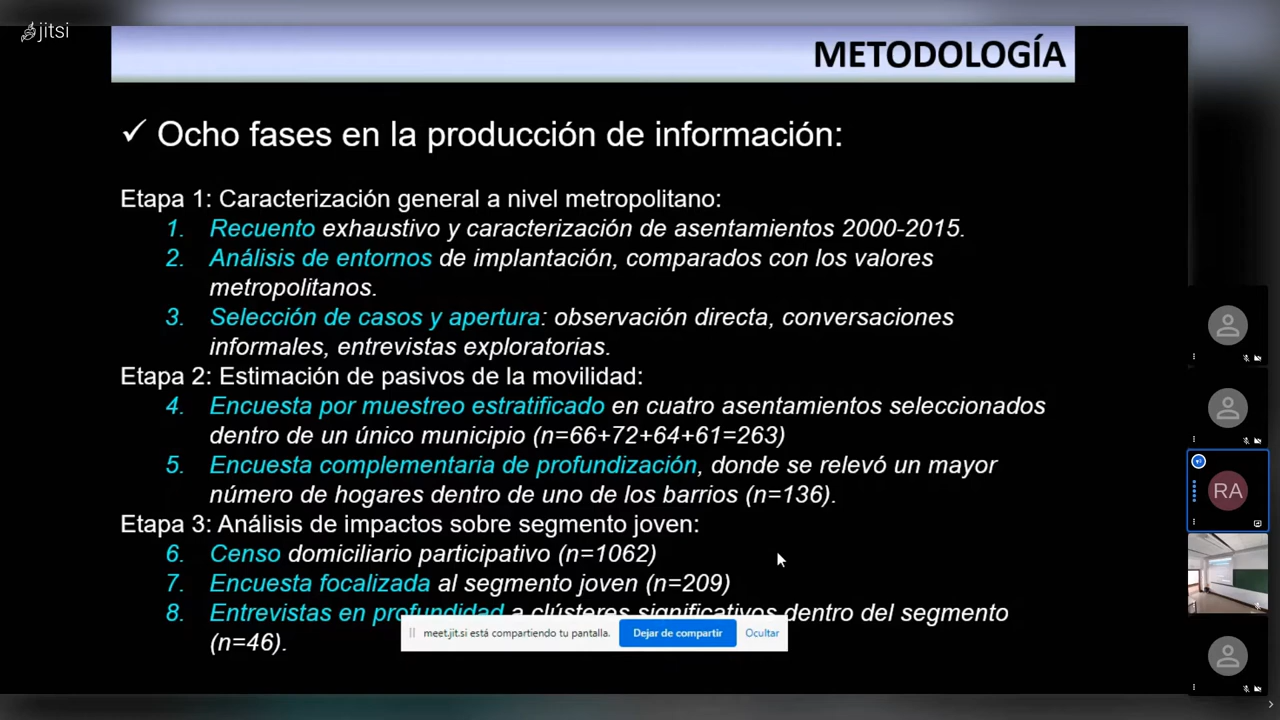 jitsi
METODOLOGÍA
✓ Ocho fases en la producción de información:
Etapa 1: Caracterización general a nivel metropolitano:
1. Recuento exhaustivo y caracterización de asentamientos 2000-2015.
2. Análisis de entornos de implantación, comparados con los valores
metropolitanos.
3. Selección de casos y apertura: observación directa, conversaciones
informales, entrevistas exploratorias.
Etapa 2: Estimación de pasivos de la movilidad:
4. Encuesta por muestreo estratificado en cuatro asentamientos seleccionados
dentro de un único municipio (n=66+72+64+61=263)
5. Encuesta complementaria de profundización, donde se relevó un mayor
número de hogares dentro de uno de los barrios (n=136).
Etapa 3: Análisis de impactos sobre segmento joven:
6. Censo domiciliario participativo (n=1062)
7. Encuesta focalizada al segmento joven (n=209)
8. Entrevistas en profundidad a clústeres significativos dentro del segmento
(n=46).
meet.jit.si está compartiendo tu pantalla.
Dejar de compartir
Ocultar
RA